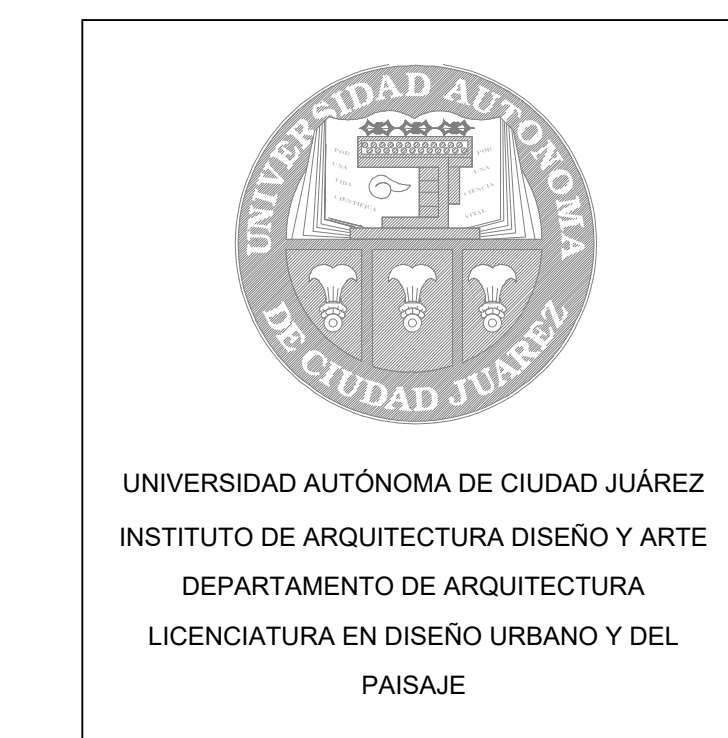 UNIVERSIDAD AUTONOMA
DE CIUDAD JUAREZ
POR
UNA
VIDA
CIENTIFICA
POR
UNA
CIENCIA
VITAL
UNIVERSIDAD AUTÓNOMA DE CIUDAD JUÁREZ
INSTITUTO DE ARQUITECTURA DISEÑO Y ARTE
DEPARTAMENTO DE ARQUITECTURA
LICENCIATURA EN DISEÑO URBANO Y DEL
PAISAJE